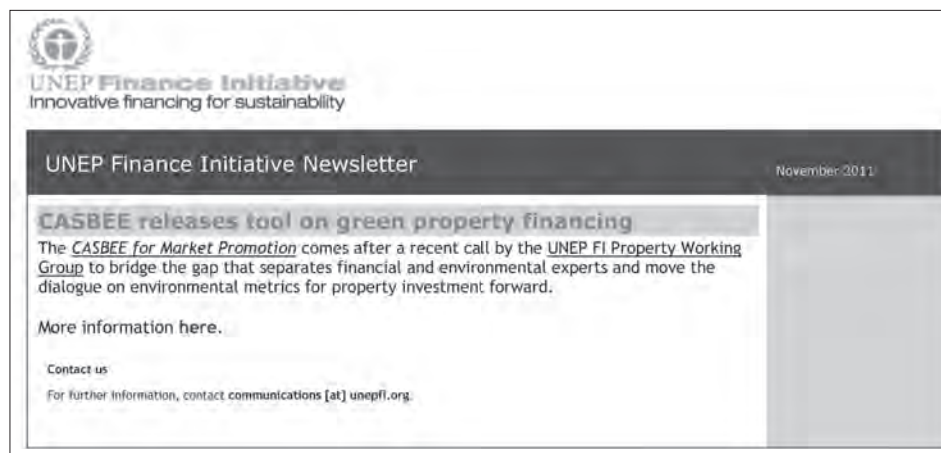 UNEP Finance Initiative
Innovative financing for sustainability
UNEP Finance Initiative Newsletter
November 2011
CASBEE releases tool on green property financing
The CASBEE for Market Promotion comes after a recent call by the UNEP FI Property Working
Group to bridge the gap that separates financial and environmental experts and move the
dialogue on environmental metrics for property investment forward.
More information here.
Contact us
For further information, contact communications [at] unepfi.org.